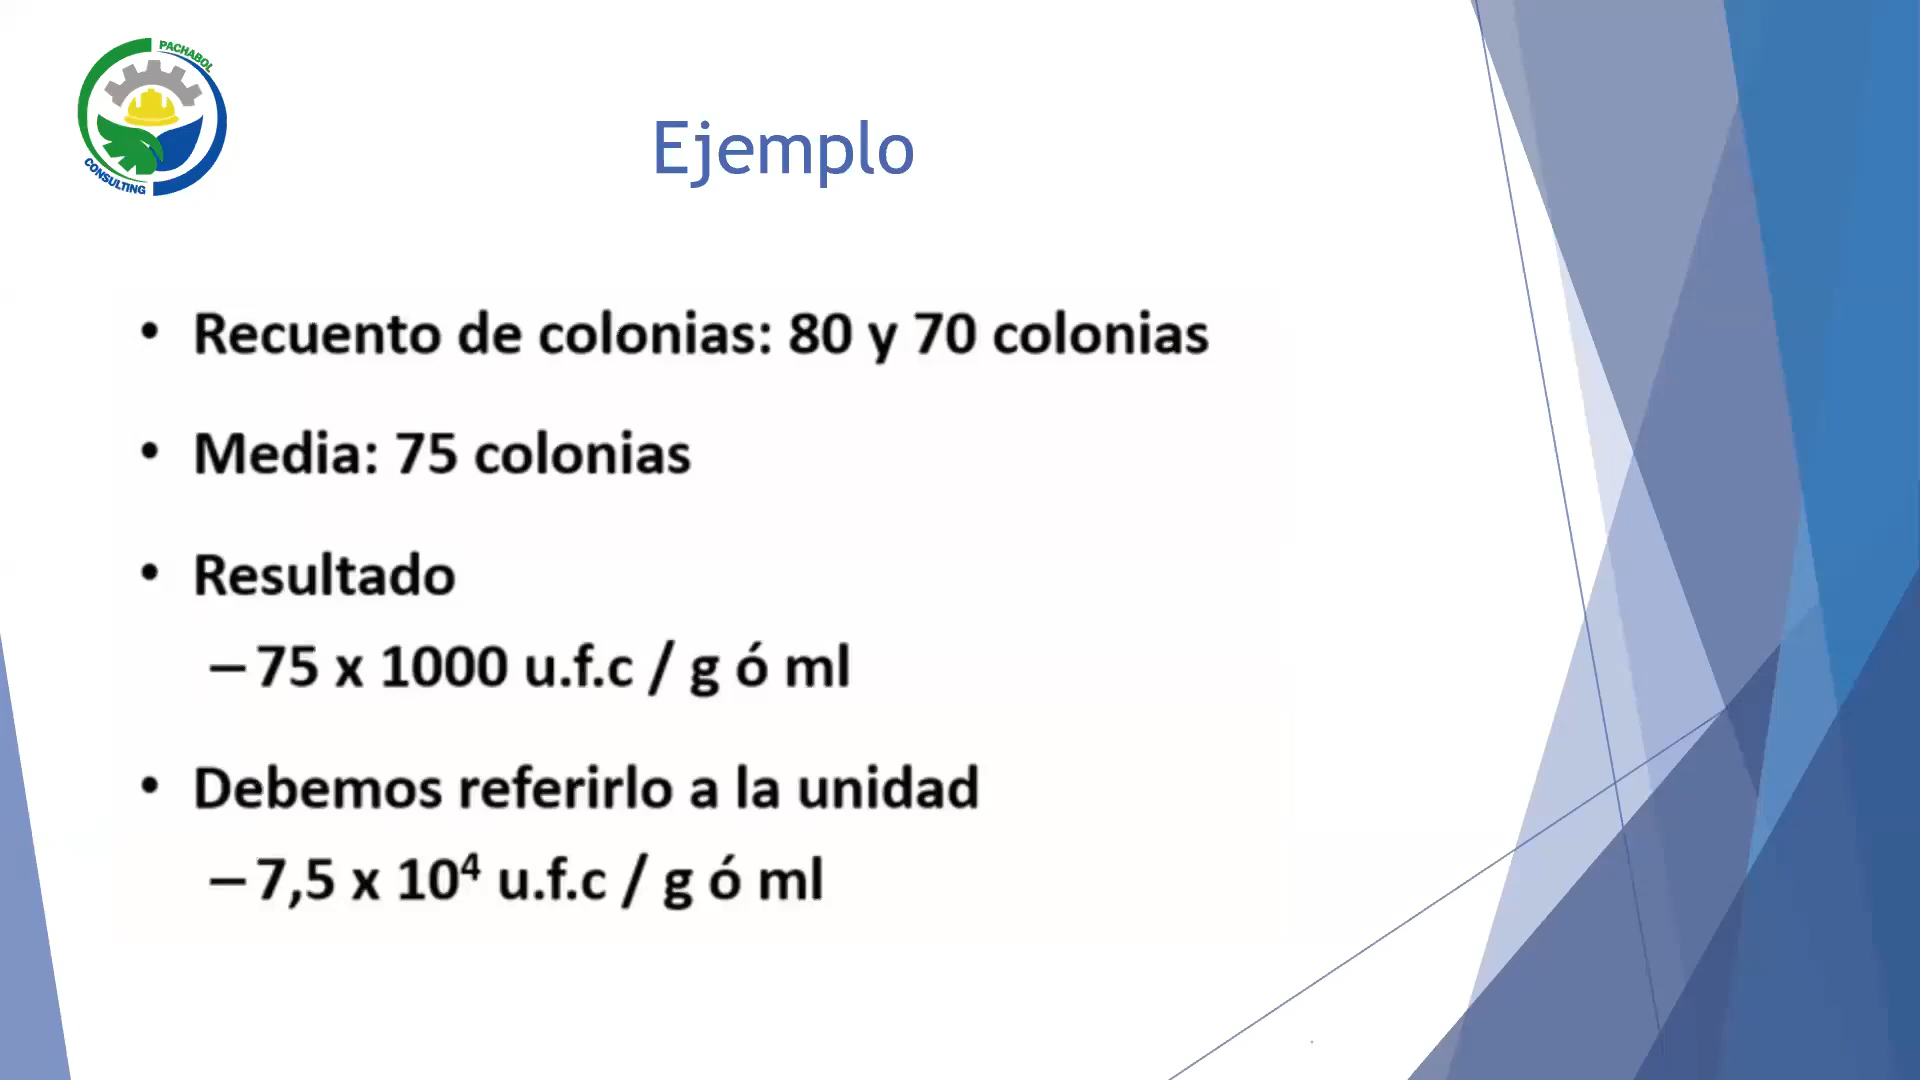 PACHABOL
CONSULTING
Ejemplo
• Recuento de colonias: 80 y 70 colonias
• Media: 75 colonias
• Resultado
– 75 x 1000 u.f.c / g ó ml
• Debemos referirlo a la unidad
– 7,5 x 10⁴ u.f.c / g ó ml